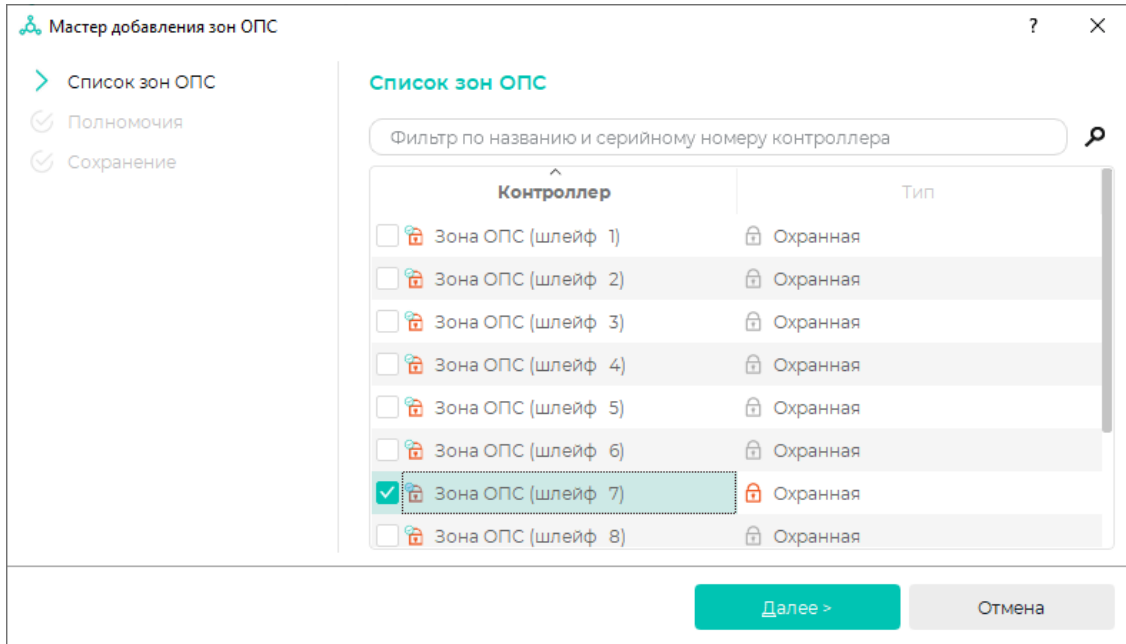 Мастер добавления зон ОПС
?
Список зон ОПС
Полномочия
Сохранение
Список зон ОПС
Фильтр по названию и серийному номеру контроллера
Контроллер Тип
Зона ОПС (шлейф 1) Охранная
Зона ОПС (шлейф 2) Охранная
Зона ОПС (шлейф 3) Охранная
Зона ОПС (шлейф 4) Охранная
Зона ОПС (шлейф 5) Охранная
Зона ОПС (шлейф 6) Охранная
Зона ОПС (шлейф 7) Охранная
Зона ОПС (шлейф 8) Охранная
Далее > Отмена